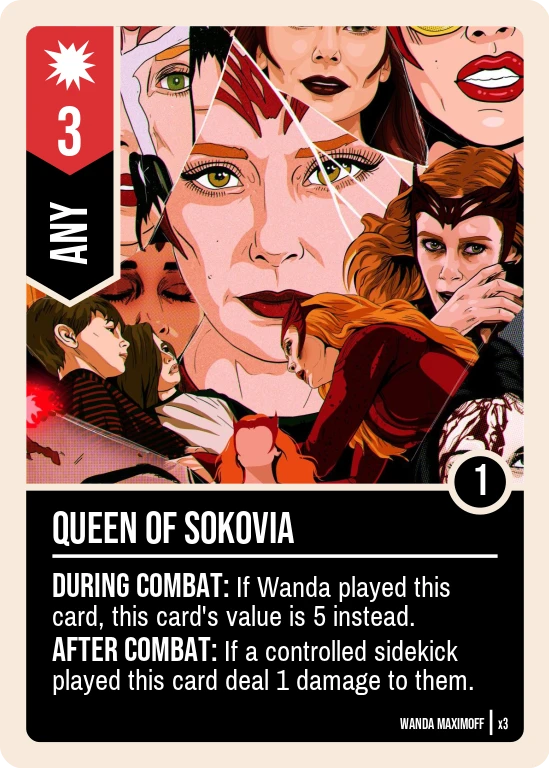 3
ANY
1
QUEEN OF SOKOVIA
DURING COMBAT: If Wanda played this
card, this card's value is 5 instead.
AFTER COMBAT: If a controlled sidekick
played this card deal 1 damage to them.
WANDA MAXIMOFF | x3